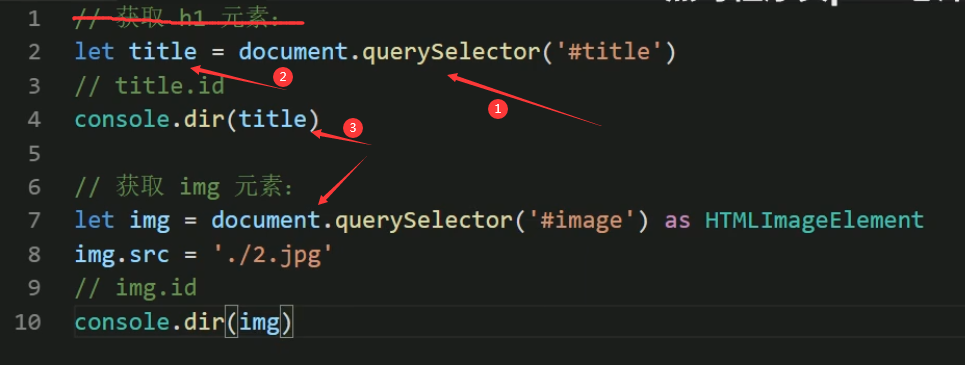 1 // 获取 h1 元素:
2 let title = document.querySelector('#title')
2
3 // title.id
1
4 console.dir(title)
3
5
6 // 获取 img 元素:
7 let img = document.querySelector('#image') as HTMLImageElement
8 img.src = './2.jpg'
9 // img.id
10 console.dir(img)